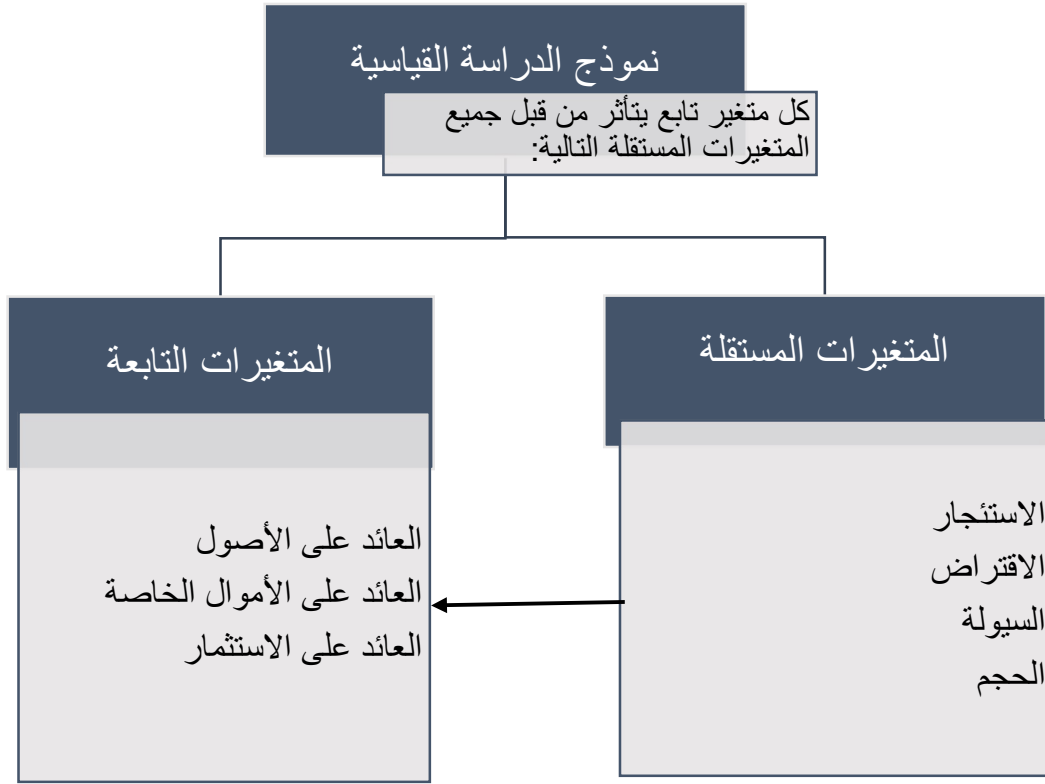 نموذج الدراسة القياسية
كل متغير تابع يتأثر من قبل جميع
المتغيرات المستقلة التالية:
المتغيرات المستقلة
الاستئجار
الاقتراض
السيولة
الحجم
المتغيرات التابعة
العائد على الأصول
العائد على الأموال الخاصة
العائد على الاستثمار